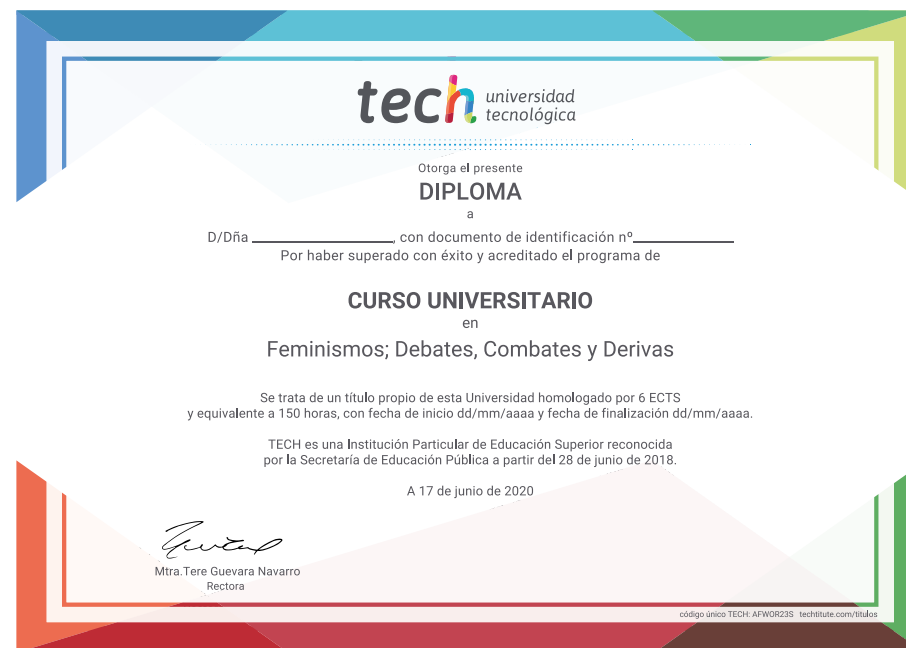 tech universidad
tecnológica
Otorga el presente
DIPLOMA
a
D/Dña ____________________, con documento de identificación nº______________
Por haber superado con éxito y acreditado el programa de
CURSO UNIVERSITARIO
en
Feminismos; Debates, Combates y Derivas
Se trata de un título propio de esta Universidad homologado por 6 ECTS
y equivalente a 150 horas, con fecha de inicio dd/mm/aaaa y fecha de finalización dd/mm/aaaa.
TECH es una Institución Particular de Educación Superior reconocida
por la Secretaría de Educación Pública a partir del 28 de junio de 2018.
A 17 de junio de 2020
Mtra.Tere Guevara Navarro
Rectora
código único TECH: AFWOR23S techtitute.com/titulos